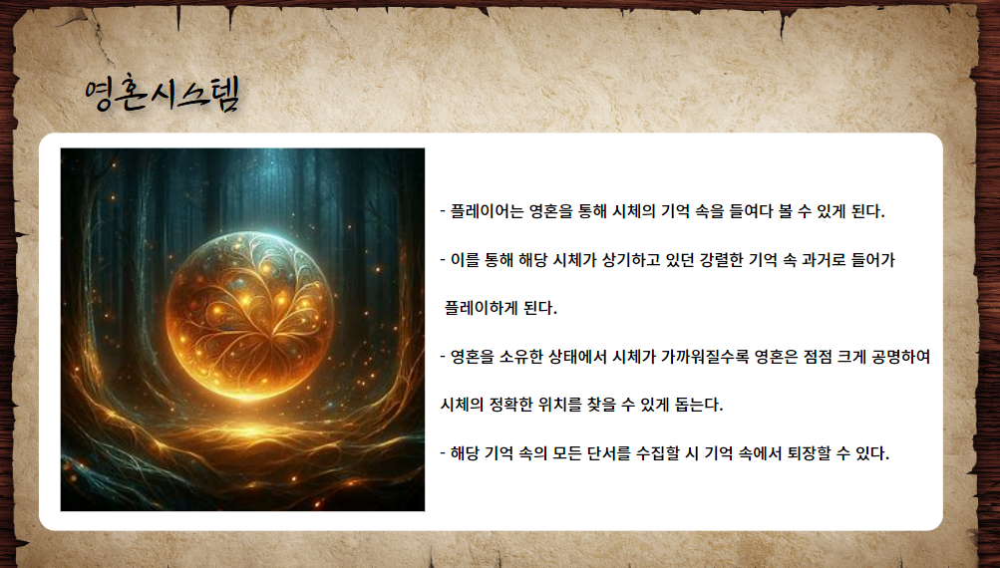 영혼시스템
- 플레이어는 영혼을 통해 시체의 기억 속을 들여다 볼 수 있게 된다.
- 이를 통해 해당 시체가 상기하고 있던 강렬한 기억 속 과거로 들어가
플레이하게 된다.
- 영혼을 소유한 상태에서 시체가 가까워질수록 영혼은 점점 크게 공명하여
시체의 정확한 위치를 찾을 수 있게 돕는다.
- 해당 기억 속의 모든 단서를 수집할 시 기억 속에서 퇴장할 수 있다.